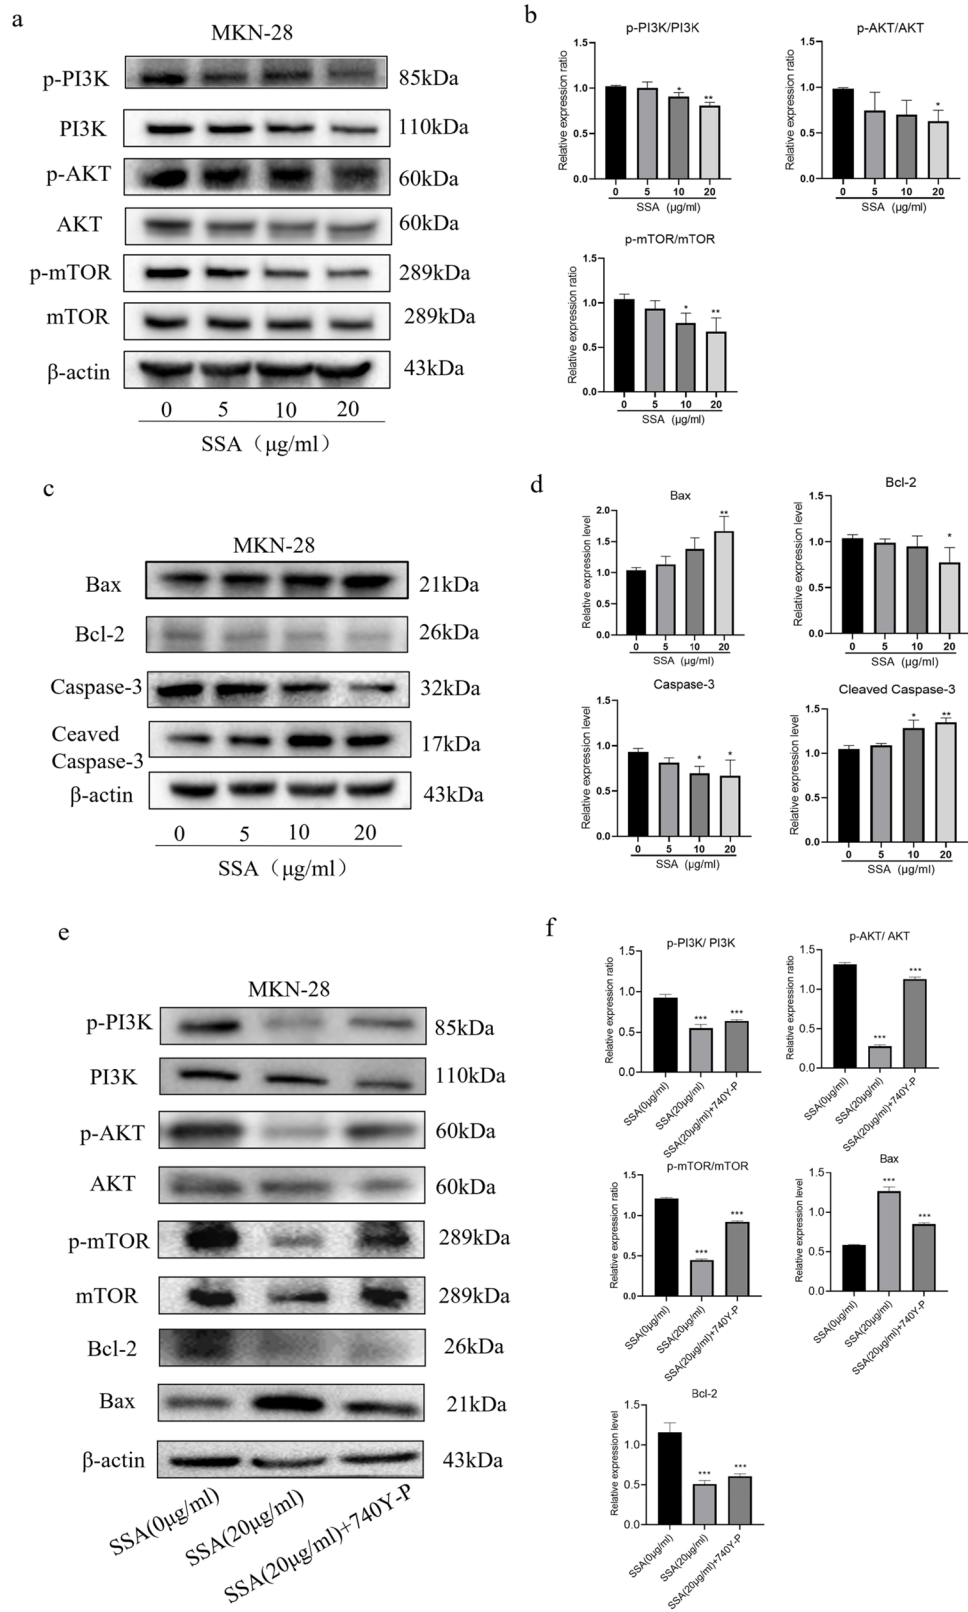 a
MKN-28
p-PI3K 85kDa
PI3K 110kDa
p-AKT 60kDa
AKT 60kDa
p-mTOR 289kDa
mTOR 289kDa
β-actin 43kDa
0 5 10 20
SSA（μg/ml）
b
p-PI3K/PI3K
Relative expression ratio
1.5
1.0
0.5
0.0
* **
0 5 10 20
SSA (μg/ml)
p-AKT/AKT
Relative expression ratio
1.5
1.0
0.5
0.0
*
0 5 10 20
SSA (μg/ml)
p-mTOR/mTOR
Relative expression ratio
1.5
1.0
0.5
0.0
* **
0 5 10 20
SSA (μg/ml)
c
MKN-28
Bax 21kDa
Bcl-2 26kDa
Caspase-3 32kDa
Ceaved
Caspase-3 17kDa
β-actin 43kDa
0 5 10 20
SSA（μg/ml）
d
Bax
Relative expression level
2.0
1.5
1.0
0.5
0.0
**
0 5 10 20
SSA (μg/ml)
Bcl-2
Relative expression level
1.5
1.0
0.5
0.0
*
0 5 10 20
SSA (μg/ml)
Caspase-3
Relative expression level
1.5
1.0
0.5
0.0
* *
0 5 10 20
SSA (μg/ml)
Cleaved Caspase-3
Relative expression level
1.5
1.0
0.5
0.0
* **
0 5 10 20
SSA (μg/ml)
e
MKN-28
p-PI3K 85kDa
PI3K 110kDa
p-AKT 60kDa
AKT 60kDa
p-mTOR 289kDa
mTOR 289kDa
Bcl-2 26kDa
Bax 21kDa
β-actin 43kDa
SSA(0μg/ml)
SSA(20μg/ml)
SSA(20μg/ml)+740Y-P
f
p-PI3K/ PI3K
Relative expression ratio
1.5
1.0
0.5
0.0
*** ***
SSA(0μg/ml)
SSA(20μg/ml)
SSA(20μg/ml)+740Y-P
p-AKT/ AKT
Relative expression ratio
1.5
1.0
0.5
0.0
*** ***
SSA(0μg/ml)
SSA(20μg/ml)
SSA(20μg/ml)+740Y-P
p-mTOR/mTOR
Relative expression ratio
1.5
1.0
0.5
0.0
*** ***
SSA(0μg/ml)
SSA(20μg/ml)
SSA(20μg/ml)+740Y-P
Bax
Relative expression level
1.5
1.0
0.5
0.0
*** ***
SSA(0μg/ml)
SSA(20μg/ml)
SSA(20μg/ml)+740Y-P
Bcl-2
Relative expression level
1.5
1.0
0.5
0.0
*** ***
SSA(0μg/ml)
SSA(20μg/ml)
SSA(20μg/ml)+740Y-P